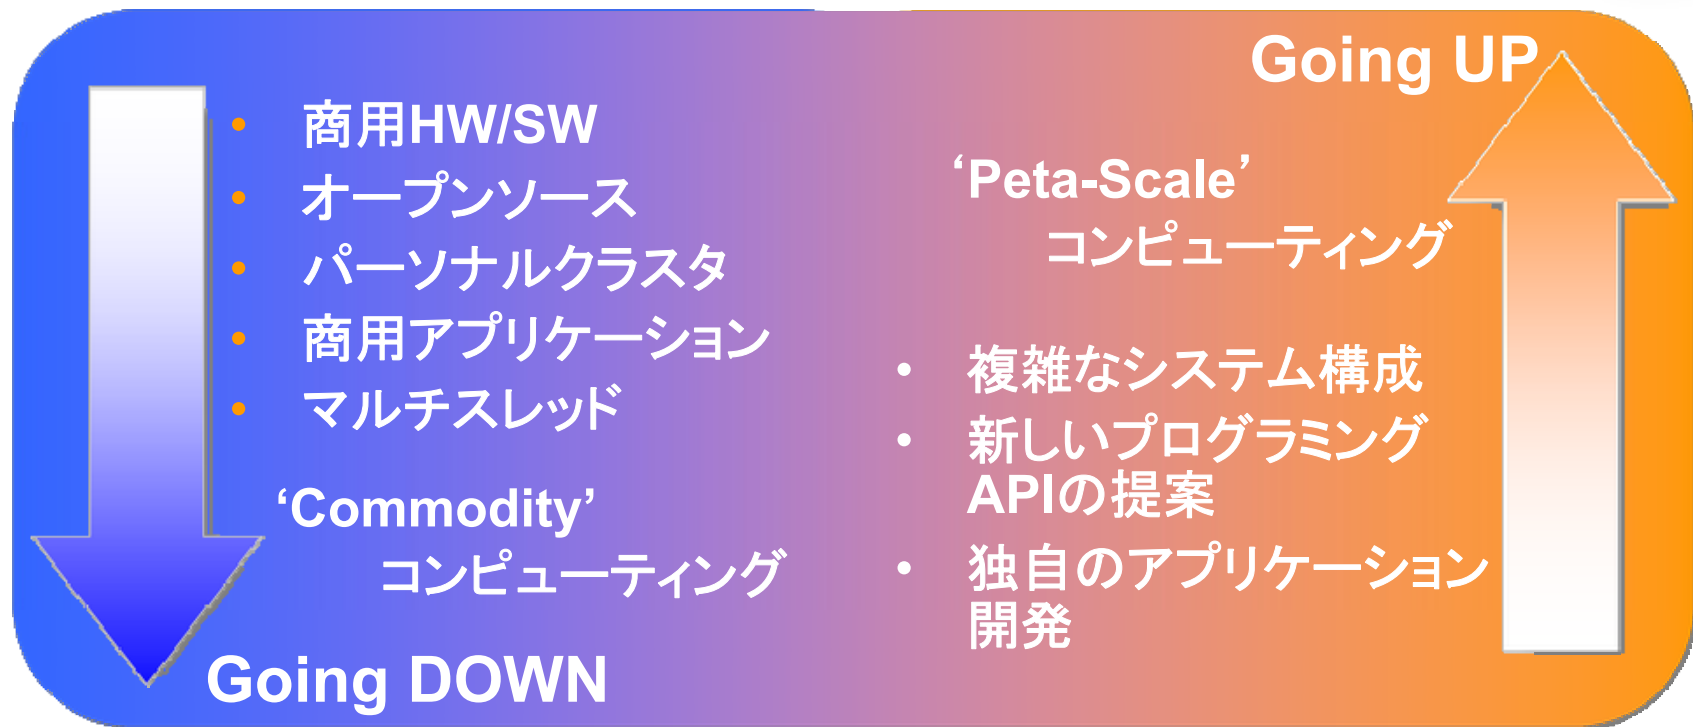 • 商用HW/SW
• オープンソース
• パーソナルクラスタ
• 商用アプリケーション
• マルチスレッド
‘Commodity’
コンピューティング
Going DOWN
Going UP
‘Peta-Scale’
コンピューティング
• 複雑なシステム構成
• 新しいプログラミング
APIの提案
• 独自のアプリケーション
開発